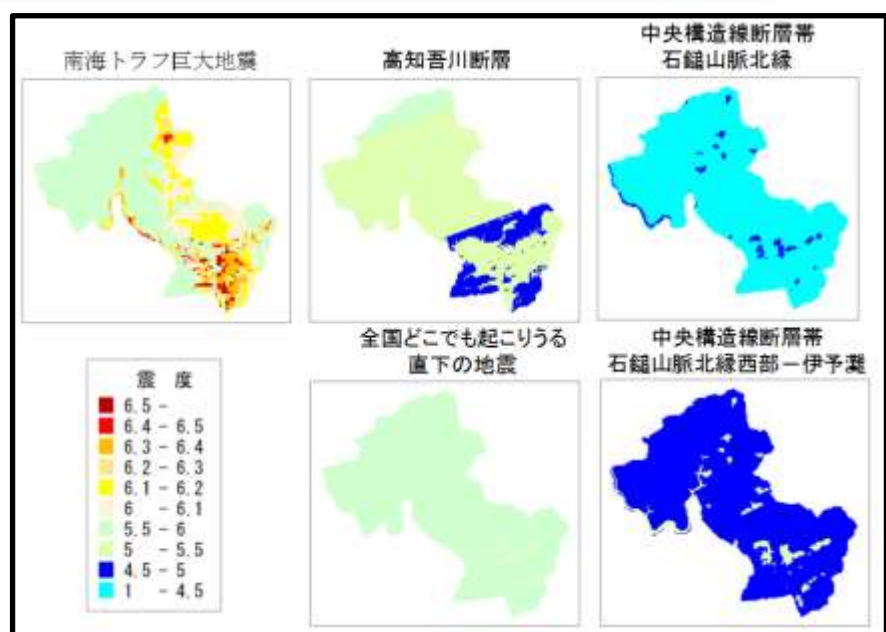 南海トラフ巨大地震
高知吾川断層
中央構造線断層帯
石鎚山脈北縁
全国どこでも起こりうる
直下の地震
中央構造線断層帯
石鎚山脈北縁西部－伊予灘
震 度
6.5 -
6.4 - 6.5
6.3 - 6.4
6.2 - 6.3
6.1 - 6.2
6 - 6.1
5.5 - 6
5 - 5.5
4.5 - 5
1 - 4.5